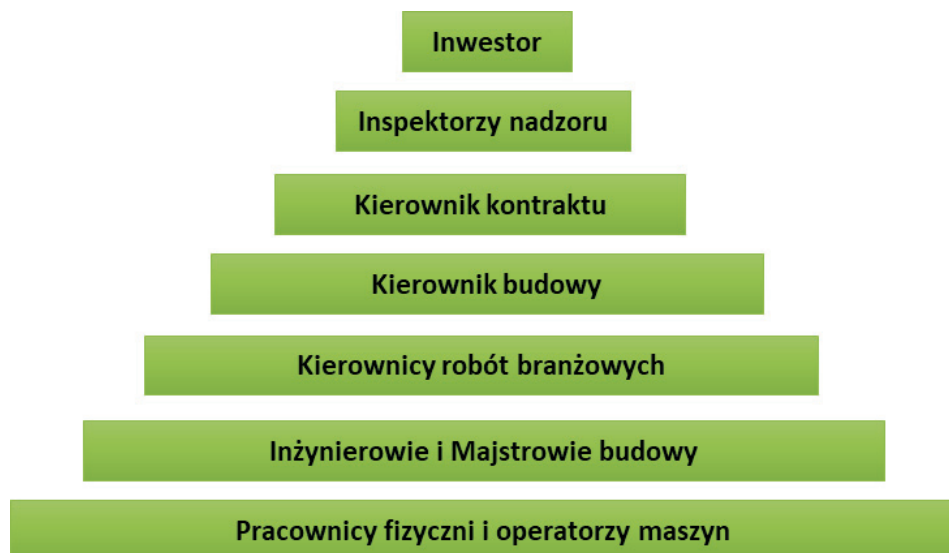 Inwestor
Inspektorzy nadzoru
Kierownik kontraktu
Kierownik budowy
Kierownicy robót branżowych
Inżynierowie i Majstrowie budowy
Pracownicy fizyczni i operatorzy maszyn